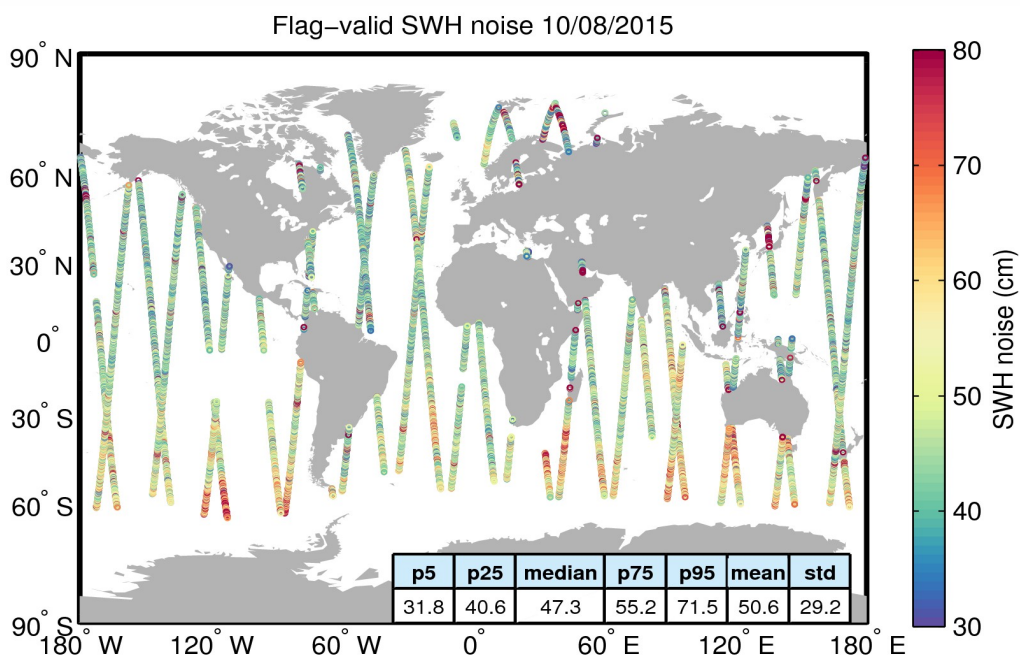 Flag−valid SWH noise 10/08/2015
90° N
60° N
30° N
0°
30° S
60° S
90° S
180° W
120° W
60° W
0°
60° E
120° E
180° E
p5 p25 median p75 p95 mean std
31.8 40.6 47.3 55.2 71.5 50.6 29.2
80
70
60
50
40
30
SWH noise (cm)